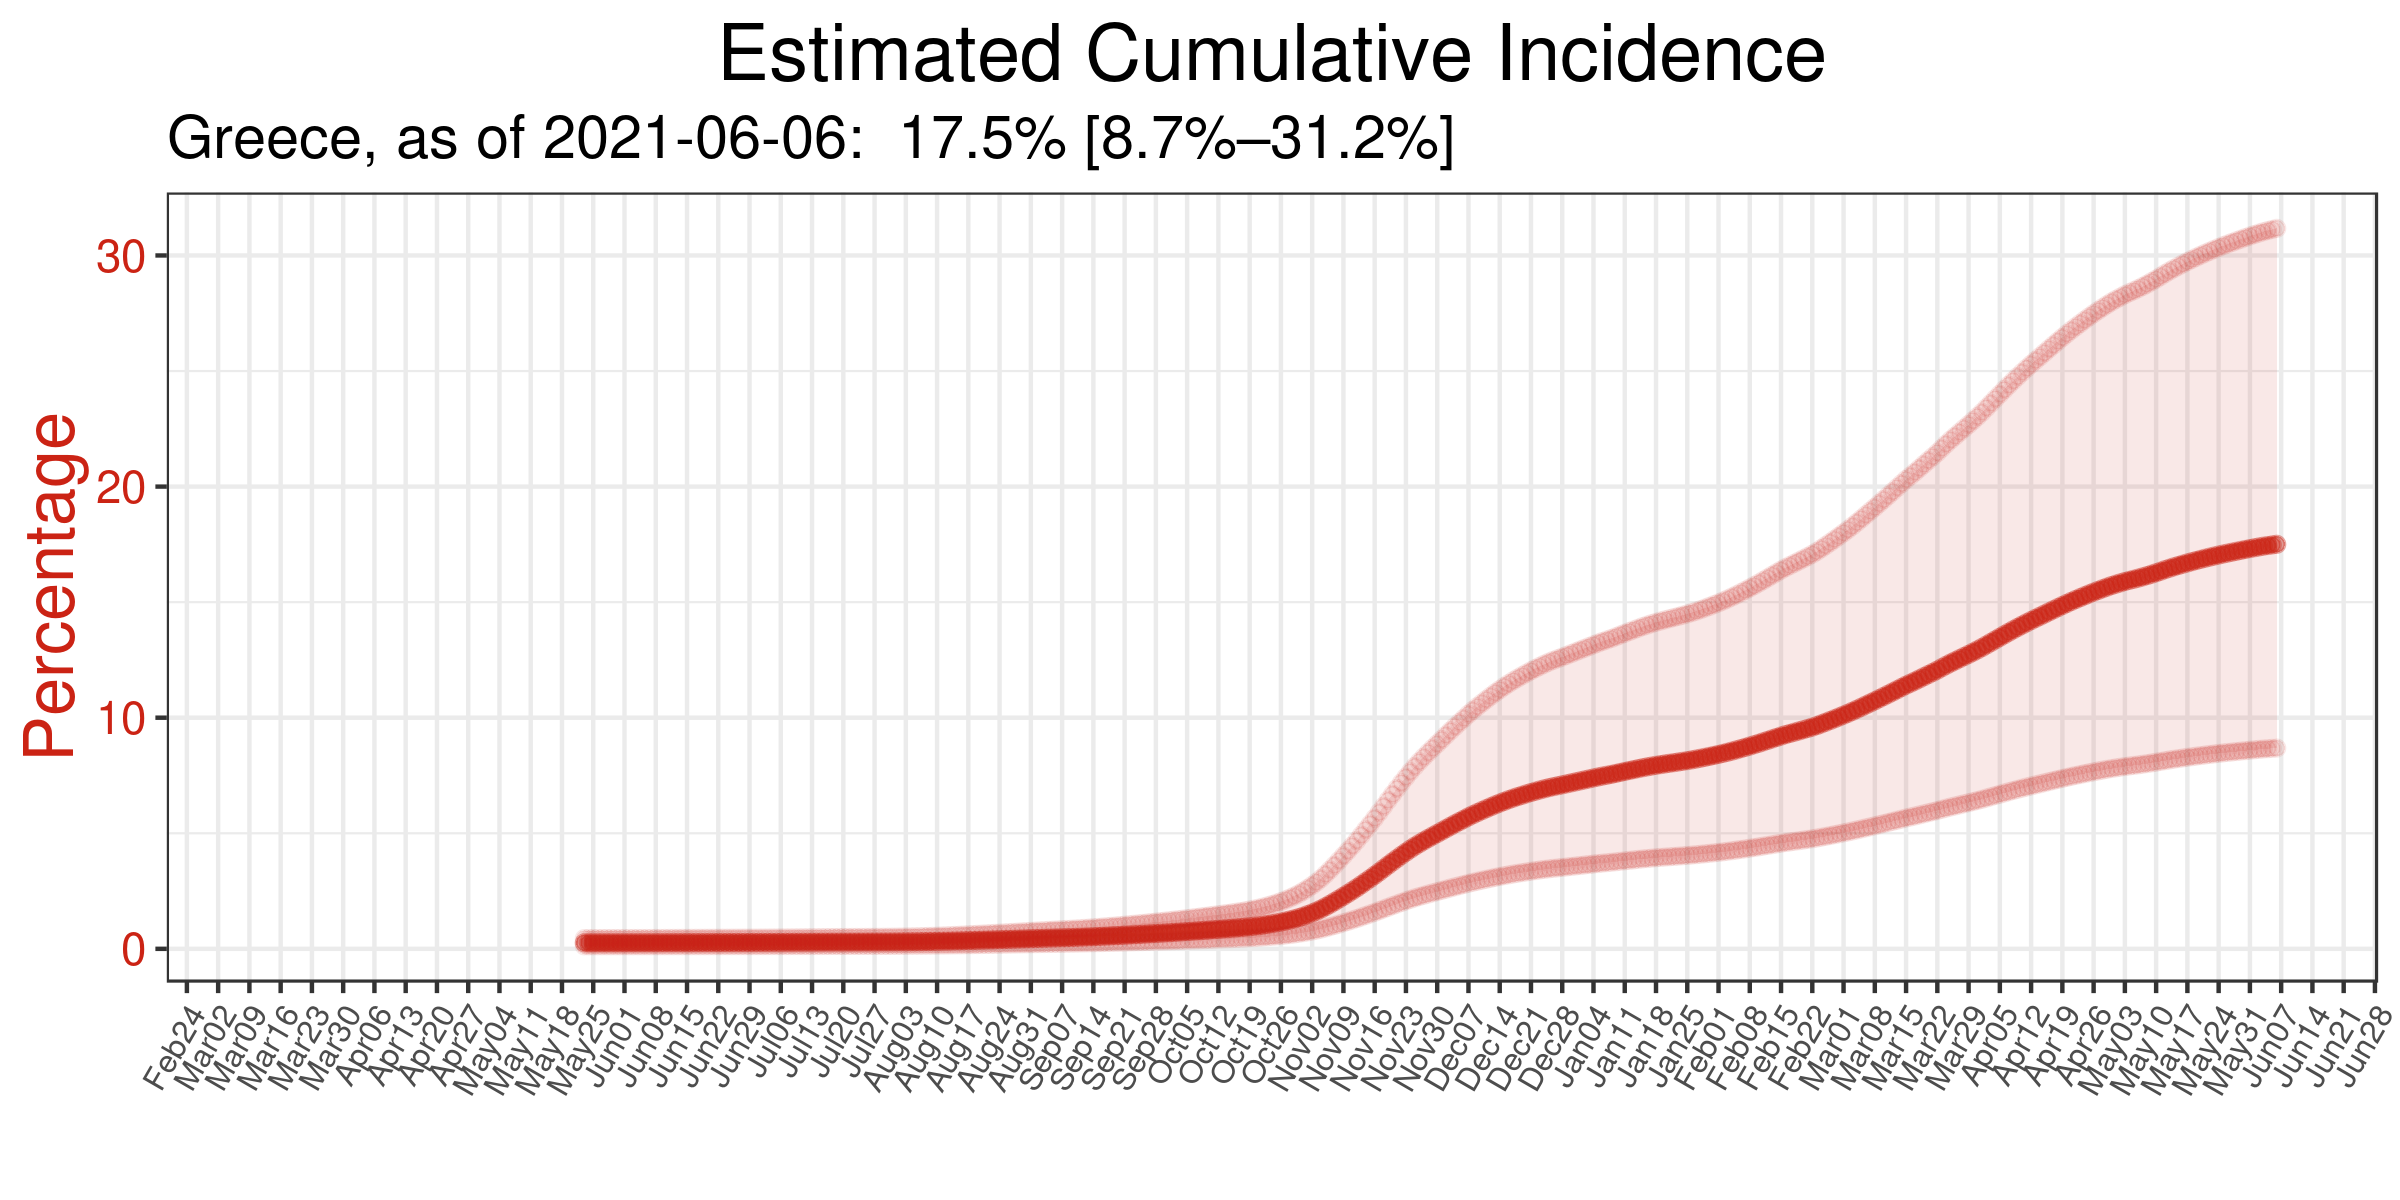 Estimated Cumulative Incidence
Greece, as of 2021-06-06:  17.5% [8.7%–31.2%]
Percentage
30
20
10
0
Feb24
Mar02
Mar09
Mar16
Mar23
Mar30
Apr06
Apr13
Apr20
Apr27
May04
May11
May18
May25
Jun01
Jun08
Jun15
Jun22
Jun29
Jul06
Jul13
Jul20
Jul27
Aug03
Aug10
Aug17
Aug24
Aug31
Sep07
Sep14
Sep21
Sep28
Oct05
Oct12
Oct19
Oct26
Nov02
Nov09
Nov16
Nov23
Nov30
Dec07
Dec14
Dec21
Dec28
Jan04
Jan11
Jan18
Jan25
Feb01
Feb08
Feb15
Feb22
Mar01
Mar08
Mar15
Mar22
Mar29
Apr05
Apr12
Apr19
Apr26
May03
May10
May17
May24
May31
Jun07
Jun14
Jun21
Jun28